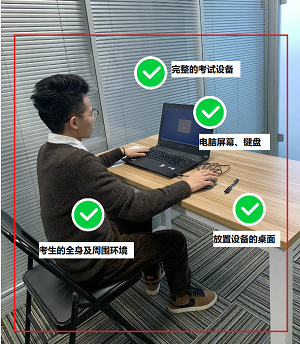 完整的考试设备
电脑屏幕、键盘
考生的全身及周围环境
放置设备的桌面